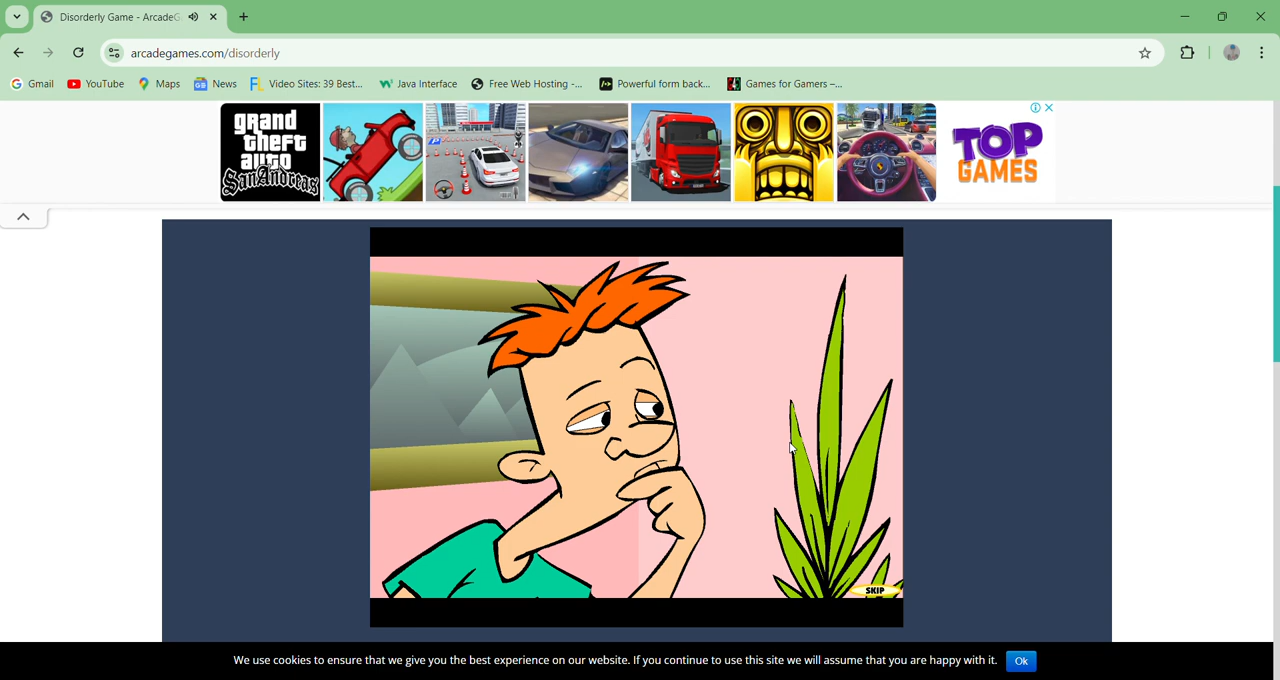 Disorderly Game - ArcadeG
arcadegames.com/disorderly
Gmail
YouTube
Maps
News
Video Sites: 39 Best...
Java Interface
Free Web Hosting -...
Powerful form back...
Games for Gamers –...
grand
theft
auto
San Andreas
TOP
GAMES
SKIP
We use cookies to ensure that we give you the best experience on our website. If you continue to use this site we will assume that you are happy with it.
Ok